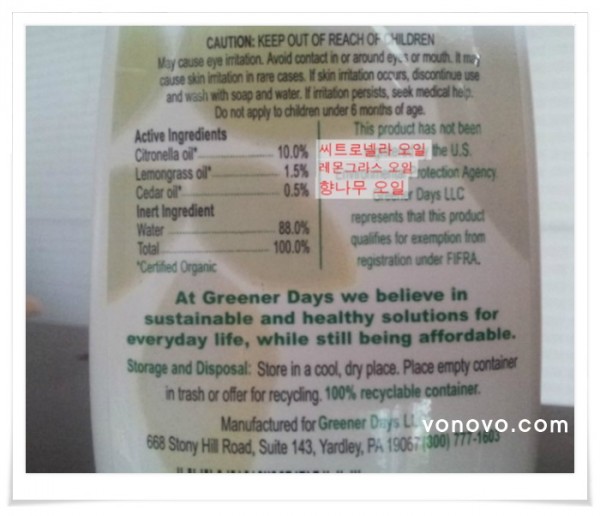 CAUTION: KEEP OUT OF REACH OF CHILDREN
May cause eye irritation. Avoid contact in or around eyes or mouth. It may
cause skin irritation in rare cases. If skin irritation occurs, discontinue use
and wash with soap and water. If irritation persists, seek medical help.
Do not apply to children under 6 months of age.
Active Ingredients
Citronella oil* 10.0%
Lemongrass oil* 1.5%
Cedar oil* 0.5%
Inert Ingredient
Water 88.0%
Total 100.0%
*Certified Organic
This product has not been
씨트로넬라 오일 the U.S.
레몬그라스 오일 Protection Agency
향나무 오일 Greener Days LLC
represents that this product
qualifies for exemption from
registration under FIFRA.
At Greener Days we believe in
sustainable and healthy solutions for
everyday life, while still being affordable.
Storage and Disposal: Store in a cool, dry place. Place empty container
in trash or offer for recycling. 100% recyclable container.
Manufactured for Greener Days
vonovo.com
668 Stony Hill Road, Suite 143, Yardley, PA 19067 (800) 777-1603